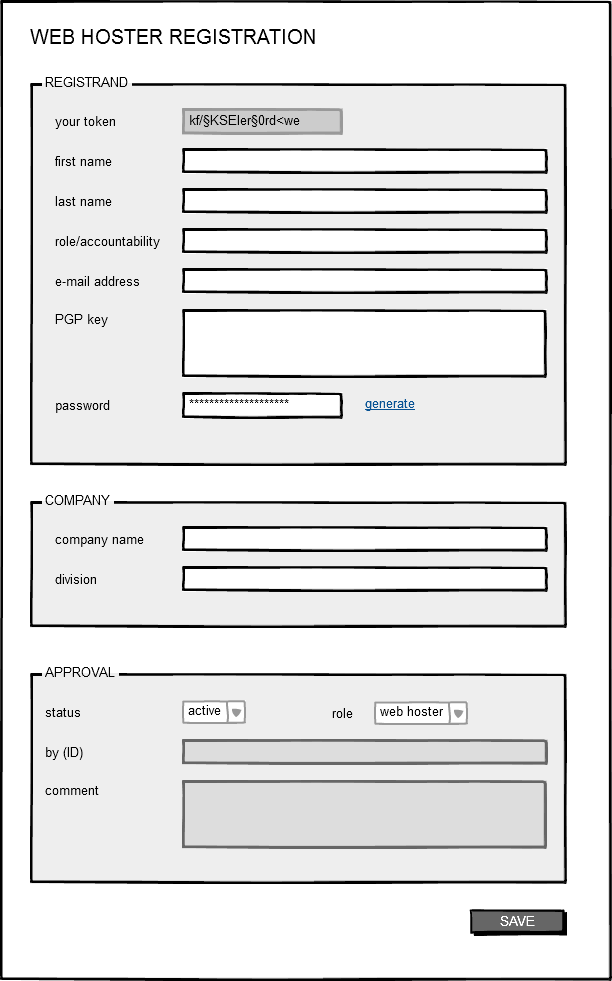 WEB HOSTER REGISTRATION
REGISTRAND
your token kf/§KSEIer§0rd<we
first name
last name
role/accountability
e-mail address
PGP key
password ******************** generate
COMPANY
company name
division
APPROVAL
status active role web hoster
by (ID)
comment
SAVE